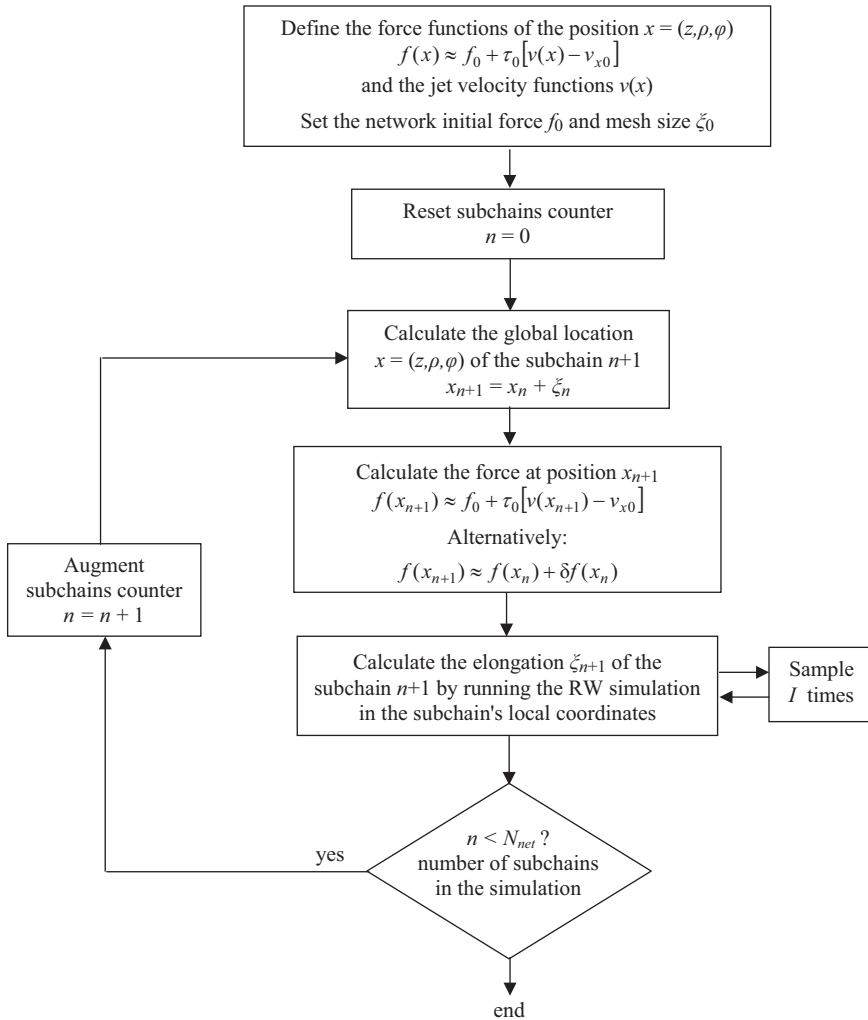 Define the force functions of the position x = (z,ρ,φ)
f(x) ≈ f₀ + τ₀[v(x) − vₓ₀]
and the jet velocity functions v(x)
Set the network initial force f₀ and mesh size ξ₀
Reset subchains counter
n = 0
Calculate the global location
x = (z,ρ,φ) of the subchain n+1
xₙ₊₁ = xₙ + ξₙ
Calculate the force at position xₙ₊₁
f(xₙ₊₁) ≈ f₀ + τ₀[v(xₙ₊₁) − vₓ₀]
Alternatively:
f(xₙ₊₁) ≈ f(xₙ) + δf(xₙ)
Augment
subchains counter
n = n + 1
Calculate the elongation ξₙ₊₁ of the
subchain n+1 by running the RW simulation
in the subchain's local coordinates
Sample
I times
n < N_net ?
number of subchains
in the simulation
yes
end